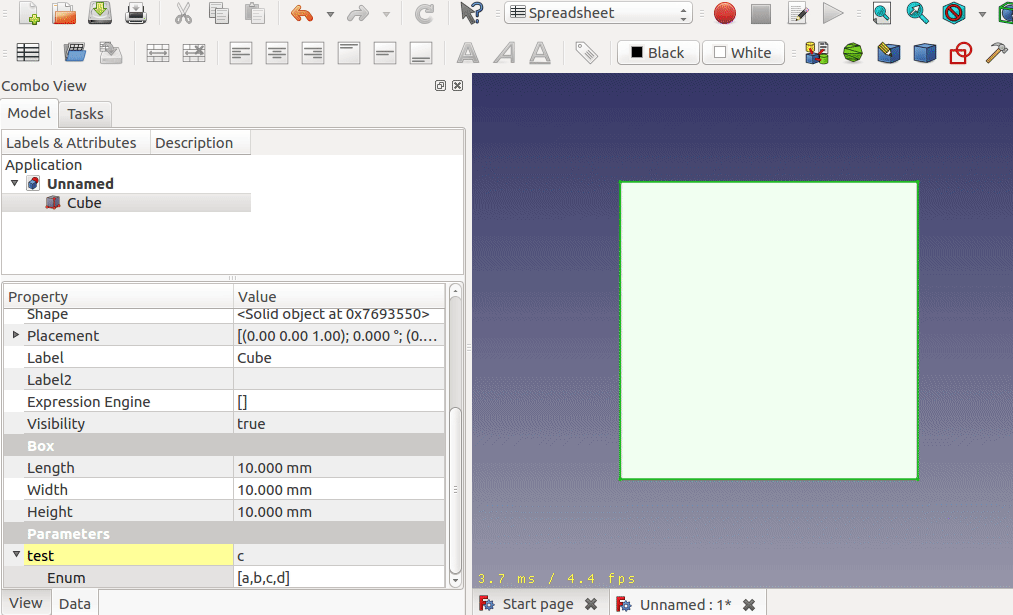 Spreadsheet
Black
White
Combo View
Model
Tasks
Labels & Attributes
Description
Application
Unnamed
Cube
Property
Value
Shape
<Solid object at 0x7693550>
Placement
[(0.00 0.00 1.00); 0.000 °; (0....
Label
Cube
Label2
Expression Engine
[]
Visibility
true
Box
Length
10.000 mm
Width
10.000 mm
Height
10.000 mm
Parameters
test
c
Enum
[a,b,c,d]
3.7 ms / 4.4 fps
View
Data
Start page
Unnamed : 1*